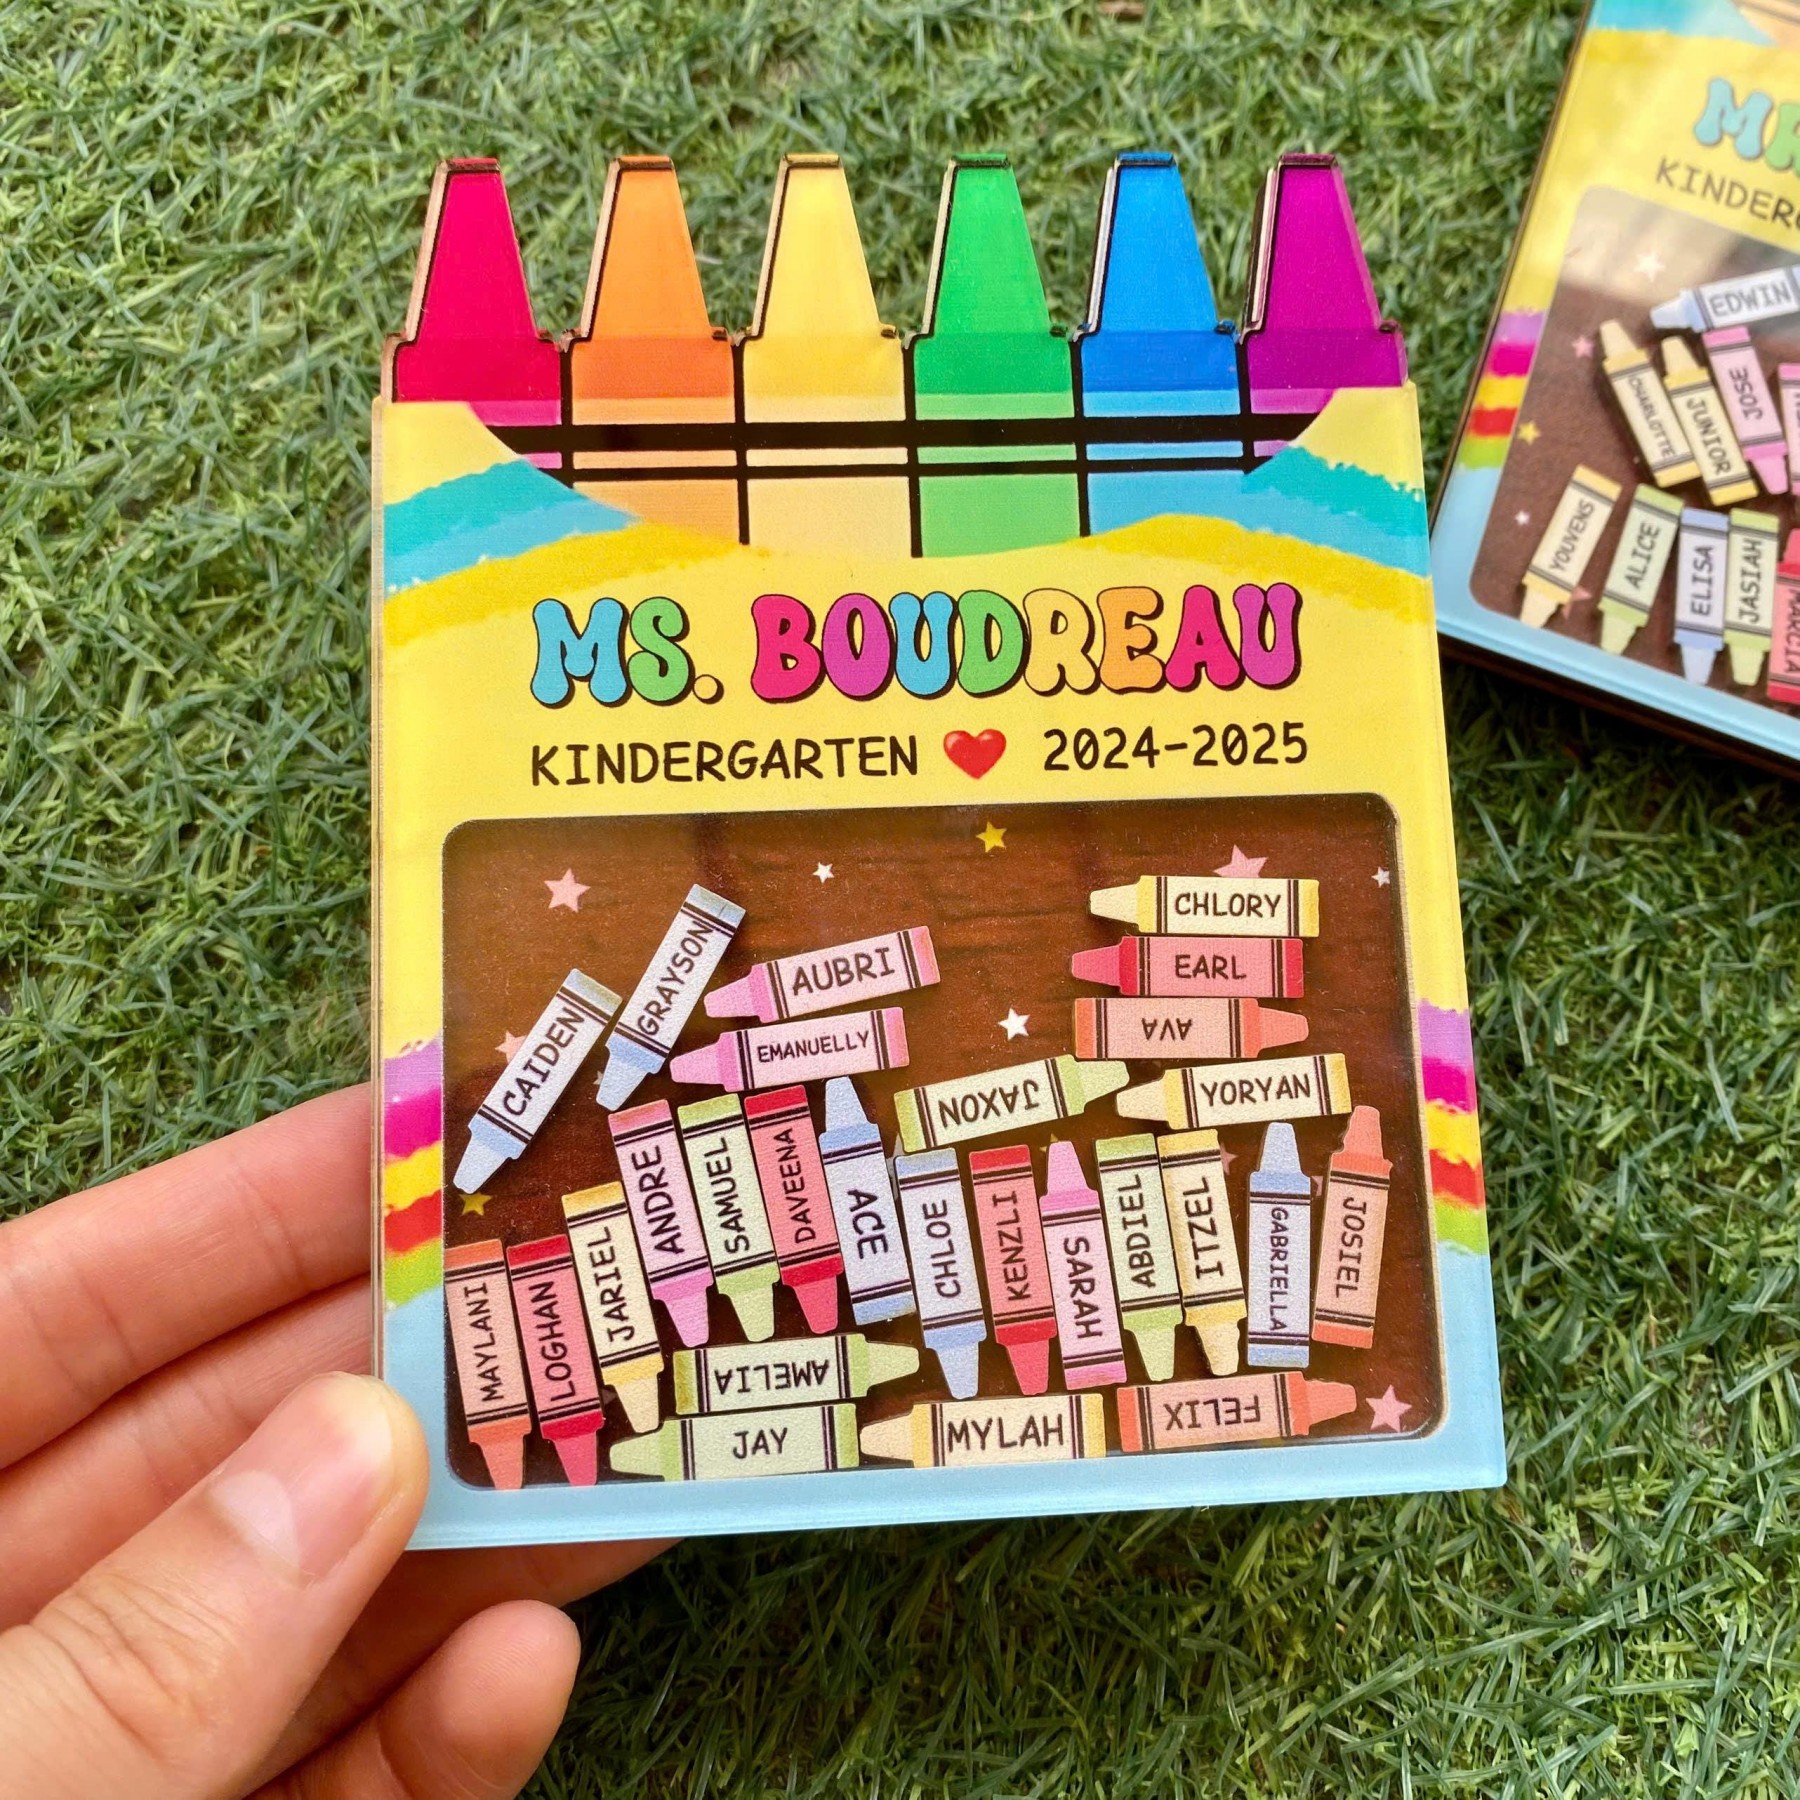 MS. BOUDREAU
KINDERGARTEN ❤ 2024-2025
CHLORY
GRAYSON
AUBRI
EARL
CAIDEN
EMANUELLY
AVA
JAXON
YORYAN
ANDRE
SAMUEL
DAVEENA
ACE
CHLOE
KENZLI
SARAH
ABDIEL
ITZEL
GABRIELLA
JOSIEL
MAYLANI
LOGHAN
JARIEL
AMELIA
JAY
MYLAH
FELIX
EDWIN
CHARLOTTE
JUNIOR
JOSE
YOUVENS
ALICE
ELISA
JASIAH